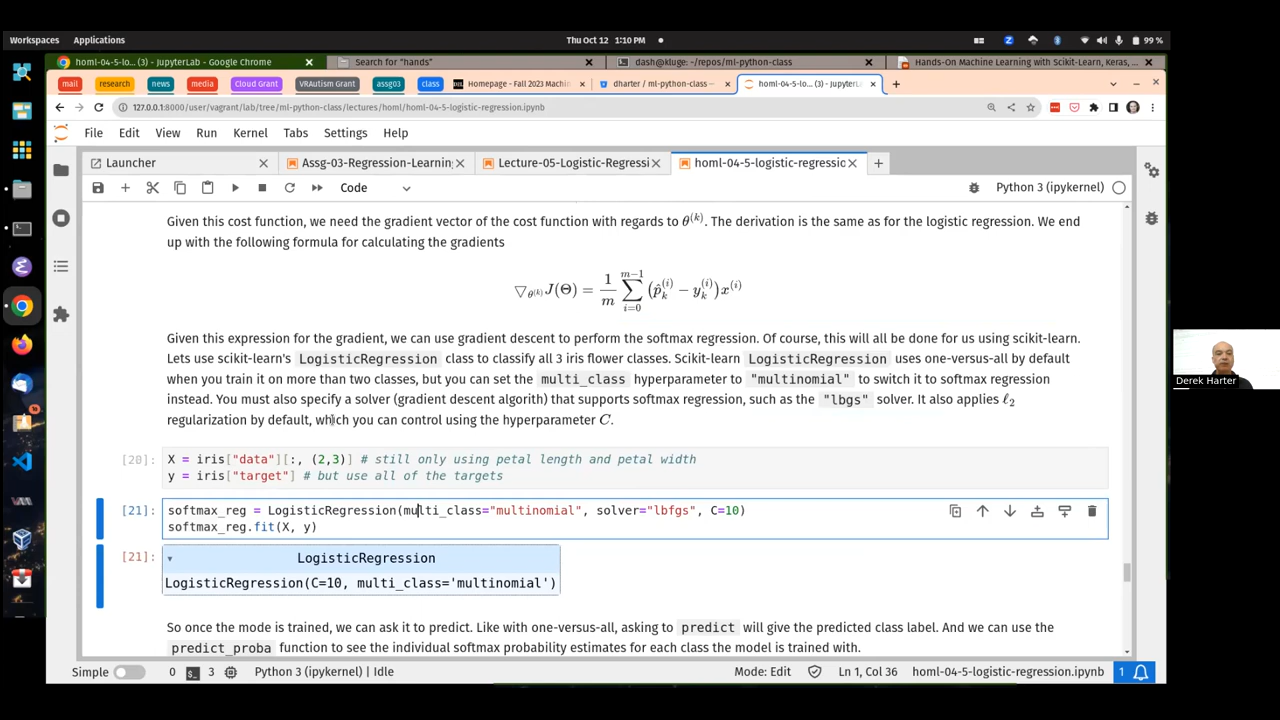 Workspaces Applications Thu Oct 12 1:10 PM 99 %
homl-04-5-lo... (3) - JupyterLab - Google Chrome Search for "hands" dash@kluge: ~/repos/ml-python-class Hands-On Machine Learning with Scikit-Learn, Keras,
mail research news media Cloud Grant VRAutism Grant assg03 class Homepage - Fall 2023 Machin dharter / ml-python-class homl-04-5-lo... (3) - JupyterLa
127.0.0.1:8000/user/vagrant/lab/tree/ml-python-class/lectures/homl/homl-04-5-logistic-regression.ipynb
File Edit View Run Kernel Tabs Settings Help
Launcher Assg-03-Regression-Learnin Lecture-05-Logistic-Regressi homl-04-5-logistic-regressio
Code Python 3 (ipykernel)
Given this cost function, we need the gradient vector of the cost function with regards to θ^(k). The derivation is the same as for the logistic regression. We end
up with the following formula for calculating the gradients
▽_θ^(k) J(Θ) = 1/m ∑_{i=0}^{m−1} (p̂_k^(i) − y_k^(i)) x^(i)
Given this expression for the gradient, we can use gradient descent to perform the softmax regression. Of course, this will all be done for us using scikit-learn.
Lets use scikit-learn's LogisticRegression class to classify all 3 iris flower classes. Scikit-learn LogisticRegression uses one-versus-all by default
when you train it on more than two classes, but you can set the multi_class hyperparameter to "multinomial" to switch it to softmax regression
instead. You must also specify a solver (gradient descent algorith) that supports softmax regression, such as the "lbgs" solver. It also applies ℓ2
regularization by default, which you can control using the hyperparameter C.
[20]: X = iris["data"][:, (2,3)] # still only using petal length and petal width
y = iris["target"] # but use all of the targets
[21]: softmax_reg = LogisticRegression(multi_class="multinomial", solver="lbfgs", C=10)
softmax_reg.fit(X, y)
[21]: LogisticRegression
LogisticRegression(C=10, multi_class='multinomial')
So once the mode is trained, we can ask it to predict. Like with one-versus-all, asking to predict will give the predicted class label. And we can use the
predict_proba function to see the individual softmax probability estimates for each class the model is trained with.
Simple 0 3 Python 3 (ipykernel) | Idle Mode: Edit Ln 1, Col 36 homl-04-5-logistic-regression.ipynb 1
Derek Harter